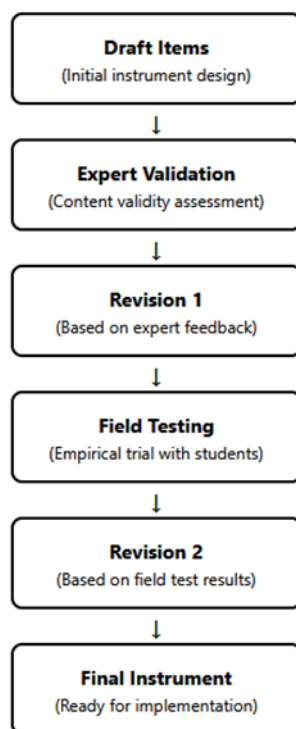 Draft Items
(Initial instrument design)
↓
Expert Validation
(Content validity assessment)
↓
Revision 1
(Based on expert feedback)
↓
Field Testing
(Empirical trial with students)
↓
Revision 2
(Based on field test results)
↓
Final Instrument
(Ready for implementation)